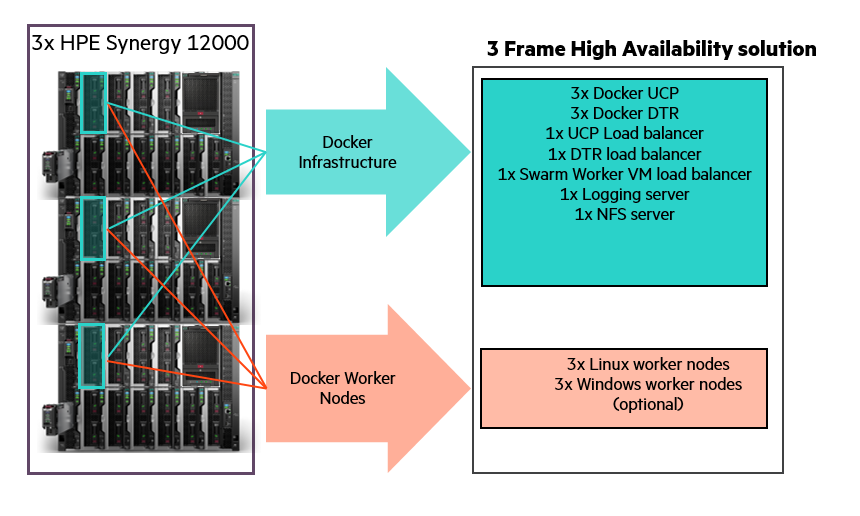 3x HPE Synergy 12000
3 Frame High Availability solution
Docker
Infrastructure
3x Docker UCP
3x Docker DTR
1x UCP Load balancer
1x DTR load balancer
1x Swarm Worker VM load balancer
1x Logging server
1x NFS server
Docker Worker
Nodes
3x Linux worker nodes
3x Windows worker nodes
(optional)